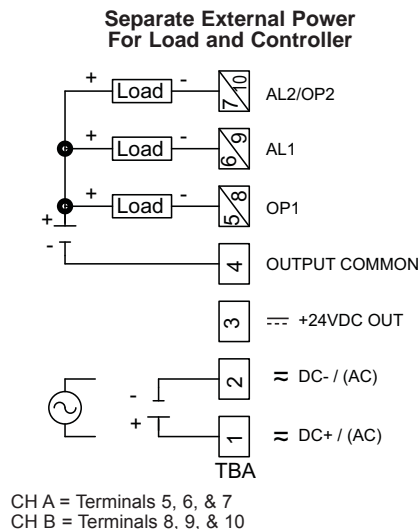 Separate External Power
For Load and Controller
+ Load - 7/10 AL2/OP2
+ Load - 6/9 AL1
+ Load - 5/8 OP1
+
- 4 OUTPUT COMMON
3 +24VDC OUT
- 2 ≂ DC- / (AC)
+ 1 ≂ DC+ / (AC)
TBA
CH A = Terminals 5, 6, & 7
CH B = Terminals 8, 9, & 10